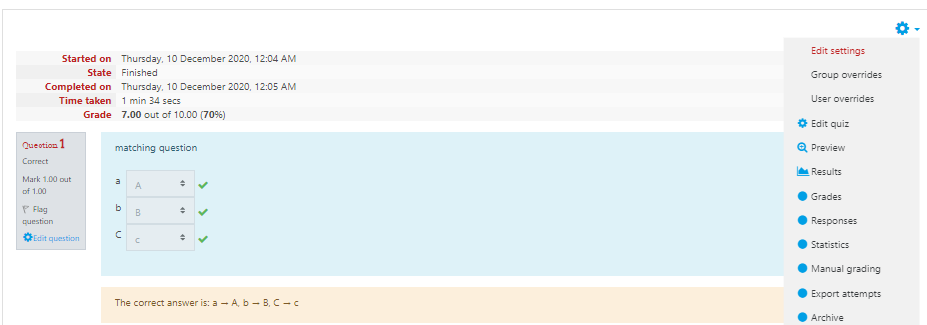 Started on Thursday, 10 December 2020, 12:04 AM
State Finished
Completed on Thursday, 10 December 2020, 12:05 AM
Time taken 1 min 34 secs
Grade 7.00 out of 10.00 (70%)
Question 1
Correct
Mark 1.00 out
of 1.00
Flag
question
Edit question
matching question
a A
b B
C c
The correct answer is: a → A, b → B, C → c
Edit settings
Group overrides
User overrides
Edit quiz
Preview
Results
Grades
Responses
Statistics
Manual grading
Export attempts
Archive